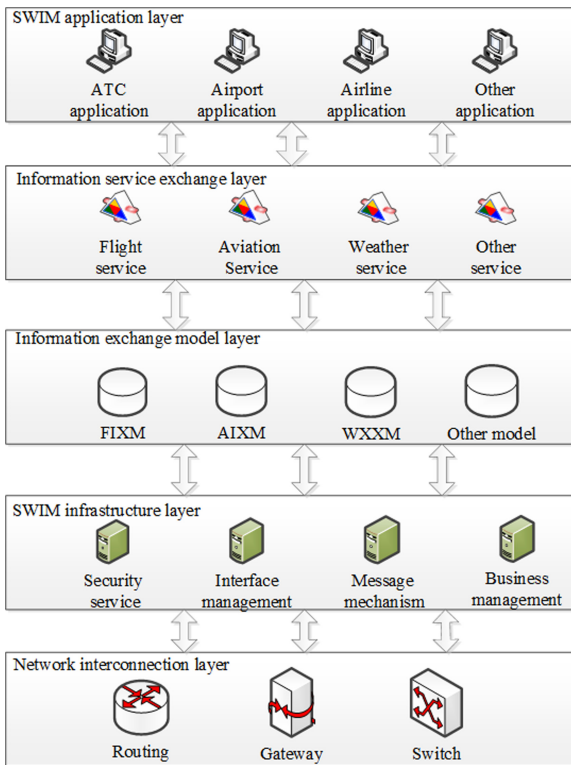 SWIM application layer
ATC Airport Airline Other
application application application application
Information service exchange layer
Flight Aviation Weather Other
service Service service service
Information exchange model layer
FIXM AIXM WXXM Other model
SWIM infrastructure layer
Security Interface Message Business
service management mechanism management
Network interconnection layer
Routing Gateway Switch